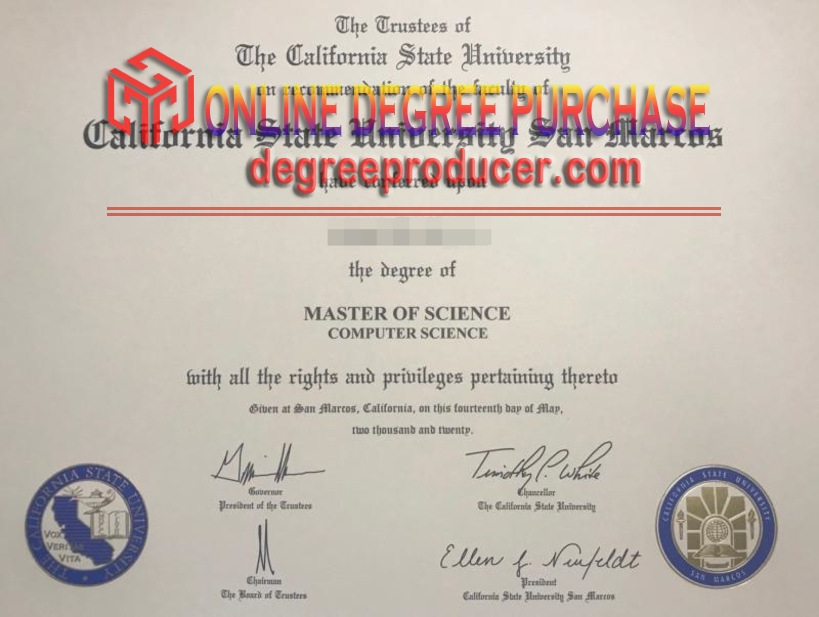 The Trustees of
The California State University
on recommendation of the faculty of
ONLINE DEGREE PURCHASE
California State University San Marcos
degreeproducer.com
have conferred upon
the degree of
MASTER OF SCIENCE
COMPUTER SCIENCE
with all the rights and privileges pertaining thereto
Given at San Marcos, California, on this fourteenth day of May,
two thousand and twenty.
Timothy P. White
Governor
President of the Trustees
Chancellor
The California State University
Ellen J. Neufeldt
Chairman
The Board of Trustees
President
California State University San Marcos
THE CALIFORNIA STATE UNIVERSITY
VOX
VERITAS
VITA
CALIFORNIA STATE UNIVERSITY
SAN MARCOS